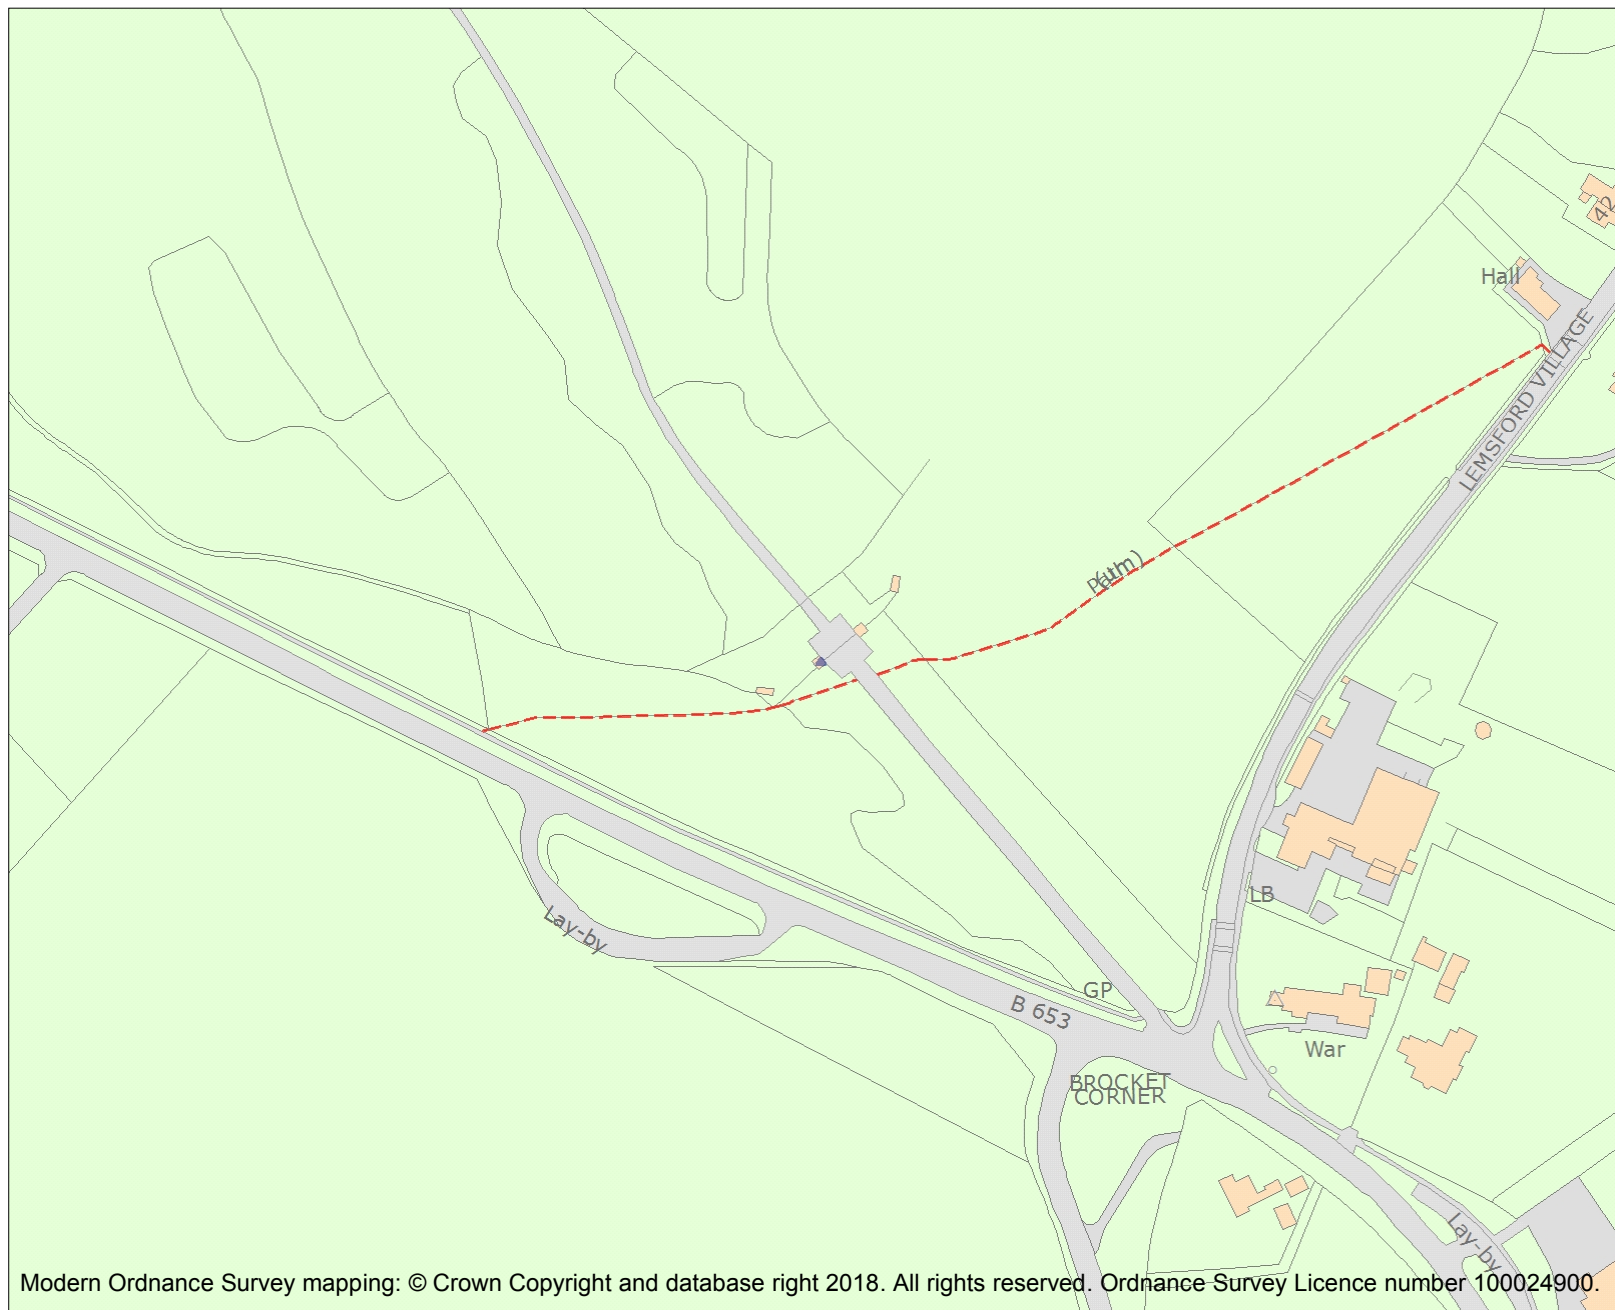 42
Hall
LEMSFORD VILLAGE
Path
(um)
LB
Lay-by
GP
B 653
War
BROCKET
CORNER
Lay-by
Modern Ordnance Survey mapping: © Crown Copyright and database right 2018. All rights reserved. Ordnance Survey Licence number 100024900.